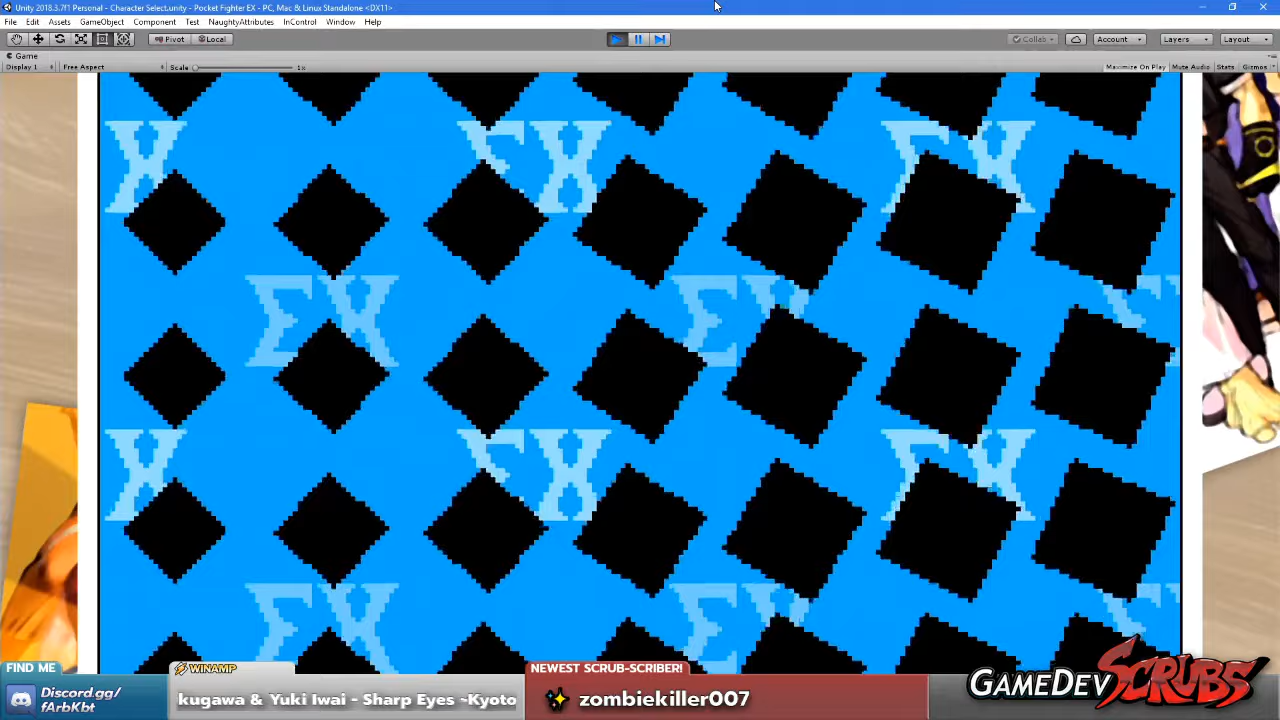 Unity 2018.3.7f1 Personal - Character Select.unity - Pocket Fighter EX - PC, Mac & Linux Standalone <DX11>
File Edit Assets GameObject Component Test NaughtyAttributes InControl Window Help
Pivot Local Collab Account Layers Layout
Game
Display 1 Free Aspect Scale 1x Maximize On Play Mute Audio Stats Gizmos
X EX EX
EX EX
X EX EX
EX EX
FIND ME
Discord.gg/
fArbKbt
WINAMP
kugawa & Yuki Iwai - Sharp Eyes ~Kyoto
NEWEST SCRUB-SCRIBER!
zombiekiller007
GAMEDEV SCRUBS